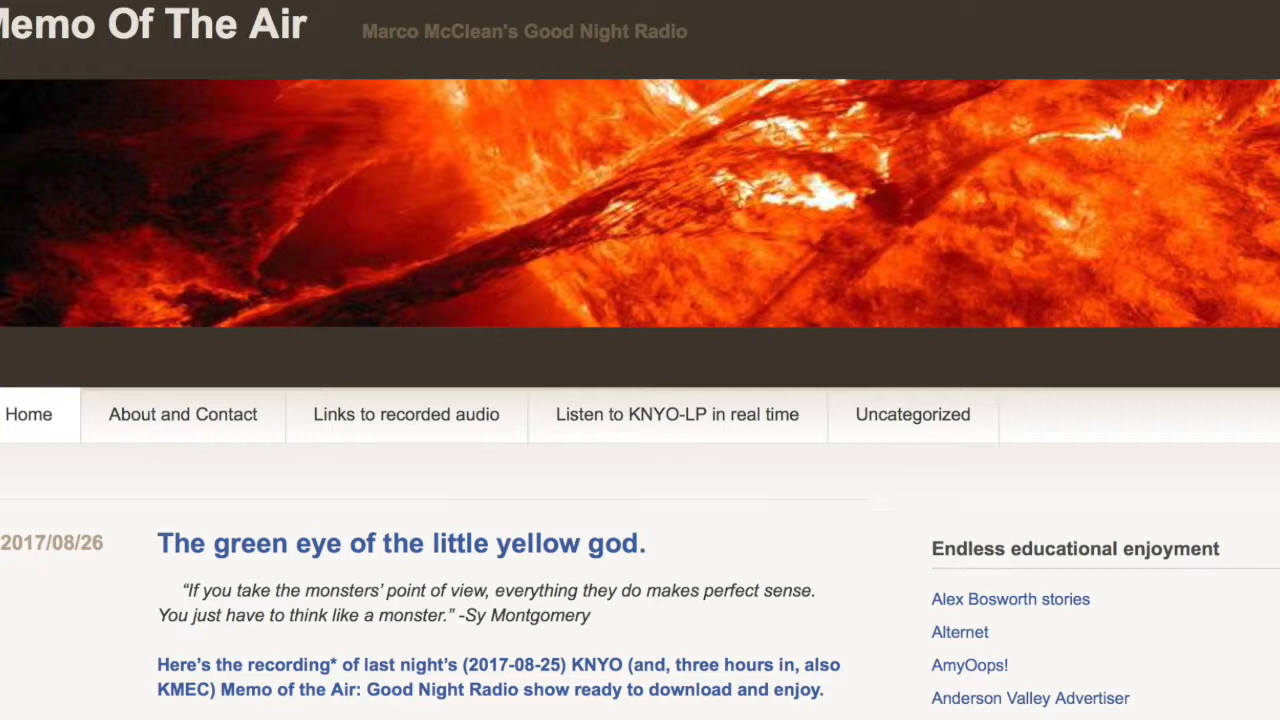 Memo Of The Air
Marco McClean's Good Night Radio
Home
About and Contact
Links to recorded audio
Listen to KNYO-LP in real time
Uncategorized
2017/08/26
The green eye of the little yellow god.
“If you take the monsters’ point of view, everything they do makes perfect sense.
You just have to think like a monster.” -Sy Montgomery
Here’s the recording* of last night’s (2017-08-25) KNYO (and, three hours in, also
KMEC) Memo of the Air: Good Night Radio show ready to download and enjoy.
Endless educational enjoyment
Alex Bosworth stories
Alternet
AmyOops!
Anderson Valley Advertiser